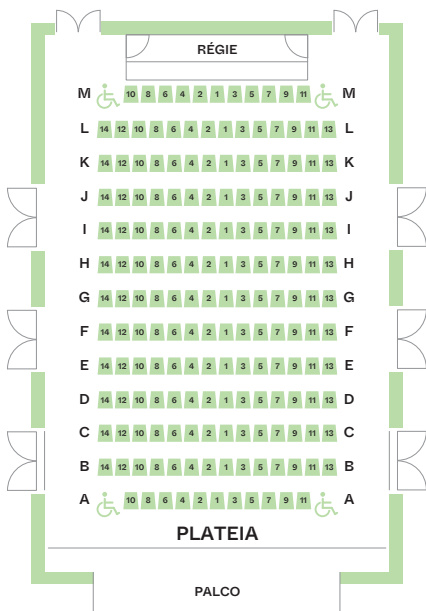 RÉGIE
M 10 8 6 4 2 1 3 5 7 9 11 M
L 14 12 10 8 6 4 2 1 3 5 7 9 11 13 L
K 14 12 10 8 6 4 2 1 3 5 7 9 11 13 K
J 14 12 10 8 6 4 2 1 3 5 7 9 11 13 J
I 14 12 10 8 6 4 2 1 3 5 7 9 11 13 I
H 14 12 10 8 6 4 2 1 3 5 7 9 11 13 H
G 14 12 10 8 6 4 2 1 3 5 7 9 11 13 G
F 14 12 10 8 6 4 2 1 3 5 7 9 11 13 F
E 14 12 10 8 6 4 2 1 3 5 7 9 11 13 E
D 14 12 10 8 6 4 2 1 3 5 7 9 11 13 D
C 14 12 10 8 6 4 2 1 3 5 7 9 11 13 C
B 14 12 10 8 6 4 2 1 3 5 7 9 11 13 B
A 10 8 6 4 2 1 3 5 7 9 11 A
PLATEIA
PALCO